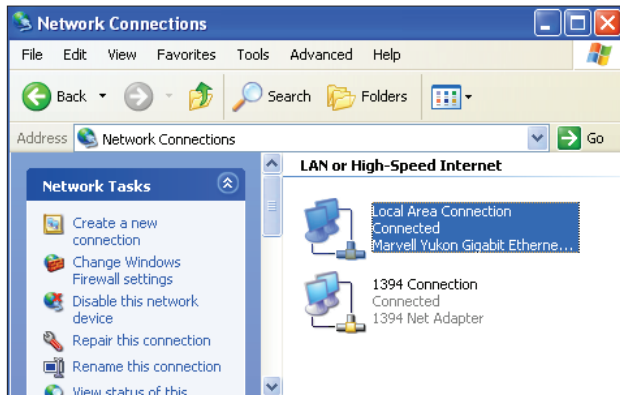 Network Connections
File Edit View Favorites Tools Advanced Help
Back Search Folders
Address Network Connections Go
Network Tasks
Create a new
connection
Change Windows
Firewall settings
Disable this network
device
Repair this connection
Rename this connection
View status of this
LAN or High-Speed Internet
Local Area Connection
Connected
Marvell Yukon Gigabit Etherne...
1394 Connection
Connected
1394 Net Adapter